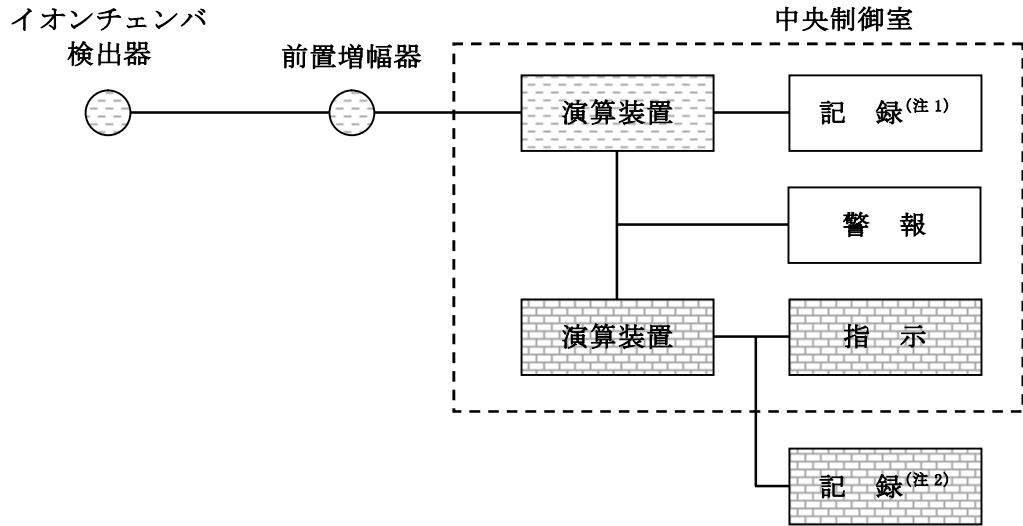 イオンチェンバ
検出器
前置増幅器
中央制御室
演算装置
記 録(注1)
警 報
演算装置
指 示
記 録(注2)